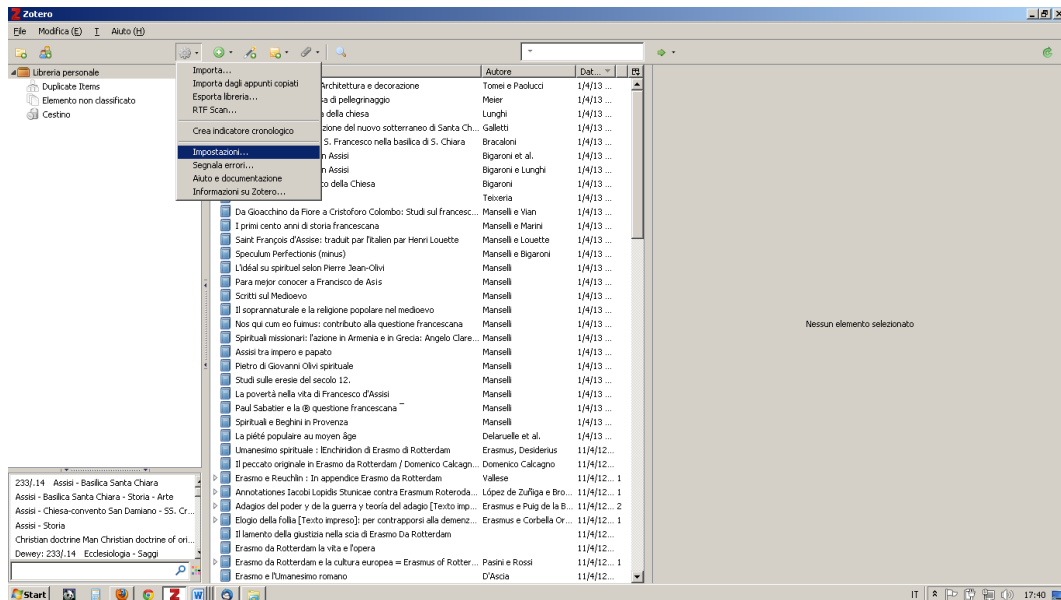 Zotero
File Modifica (E) I Aiuto (H)
Libreria personale
Duplicate Items
Elemento non classificato
Cestino
Importa...
Importa dagli appunti copiati
Esporta libreria...
RTF Scan...
Crea indicatore cronologico
Impostazioni...
Segnala errori...
Aiuto e documentazione
Informazioni su Zotero...
Autore Dat...
Architettura e decorazione Tomei e Paolucci 1/4/13 ...
a di pellegrinaggio Meier 1/4/13 ...
della chiesa Lunghi 1/4/13 ...
zione del nuovo sotterraneo di Santa Ch... Galletti 1/4/13 ...
S. Francesco nella basilica di S. Chiara Bracaloni 1/4/13 ...
n Assisi Bigaroni et al. 1/4/13 ...
n Assisi Bigaroni e Lunghi 1/4/13 ...
o della Chiesa Bigaroni 1/4/13 ...
Teixeria 1/4/13 ...
Da Gioacchino da Fiore a Cristoforo Colombo: Studi sul francesc... Manselli e Vian 1/4/13 ...
I primi cento anni di storia francescana Manselli e Marini 1/4/13 ...
Saint François d'Assise: traduit par l'italien par Henri Louette Manselli e Louette 1/4/13 ...
Speculum Perfectionis (minus) Manselli e Bigaroni 1/4/13 ...
L'idéal su spirituel selon Pierre Jean-Olivi Manselli 1/4/13 ...
Para mejor conocer a Francisco de Asis Manselli 1/4/13 ...
Scritti sul Medioevo Manselli 1/4/13 ...
Il soprannaturale e la religione popolare nel medioevo Manselli 1/4/13 ...
Nos qui cum eo fuimus: contributo alla questione francescana Manselli 1/4/13 ...
Spirituali missionari: l'azione in Armenia e in Grecia: Angelo Clare... Manselli 1/4/13 ...
Assisi tra impero e papato Manselli 1/4/13 ...
Pietro di Giovanni Olivi spirituale Manselli 1/4/13 ...
Studi sulle eresie del secolo 12. Manselli 1/4/13 ...
La povertà nella vita di Francesco d'Assisi Manselli 1/4/13 ...
Paul Sabatier e la ® questione francescana ¯ Manselli 1/4/13 ...
Spirituali e Beghini in Provenza Manselli 1/4/13 ...
La piété populaire au moyen âge Delaruelle et al. 1/4/13 ...
Umanesimo spirituale : lEnchiridion di Erasmo di Rotterdam Erasmus, Desiderius 11/4/12...
Il peccato originale in Erasmo da Rotterdam / Domenico Calcagn... Domenico Calcagno 11/4/12...
Erasmo e Reuchlin : In appendice Erasmo da Rotterdam Vallese 11/4/12... 1
Annotationes Iacobi Lopidis Stunicae contra Erasmum Roteroda... López de Zuñiga e Bro... 11/4/12... 1
Adagios del poder y de la guerra y teoría del adagio [Texto imp... Erasmus e Puig de la B... 11/4/12... 2
Elogio della follia [Texto impreso]: per contrapporsi alla demenz... Erasmus e Corbella Or... 11/4/12... 1
Il lamento della giustizia nella scia di Erasmo Da Rotterdam 11/4/12...
Erasmo da Rotterdam la vita e l'opera 11/4/12...
Erasmo da Rotterdam e la cultura europea = Erasmus of Rotter... Pasini e Rossi 11/4/12... 1
Erasmo e l'Umanesimo romano D'Ascia 11/4/12...
Nessun elemento selezionato
233/.14 Assisi - Basilica Santa Chiara
Assisi - Basilica Santa Chiara - Storia - Arte
Assisi - Chiesa-convento San Damiano - SS. Cr...
Assisi - Storia
Christian doctrine Man Christian doctrine of ori...
Dewey: 233/.14 Ecclesiologia - Saggi
Start IT 17:40